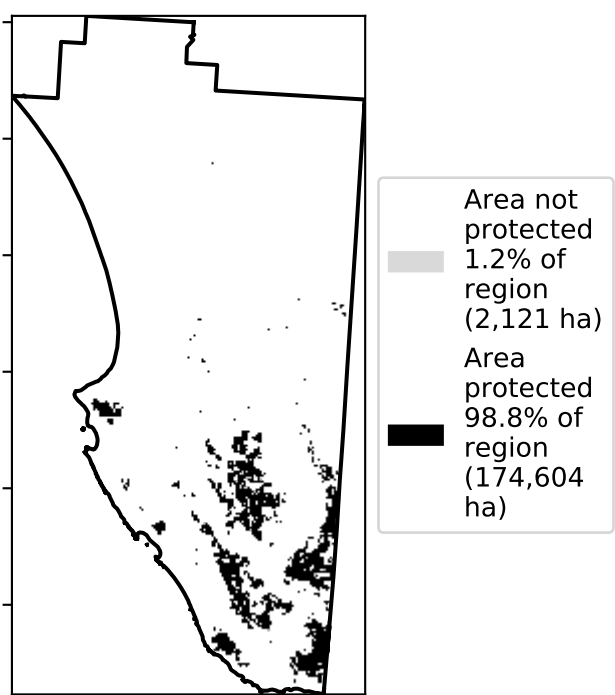 Area not
protected
1.2% of
region
(2,121 ha)
Area
protected
98.8% of
region
(174,604
ha)